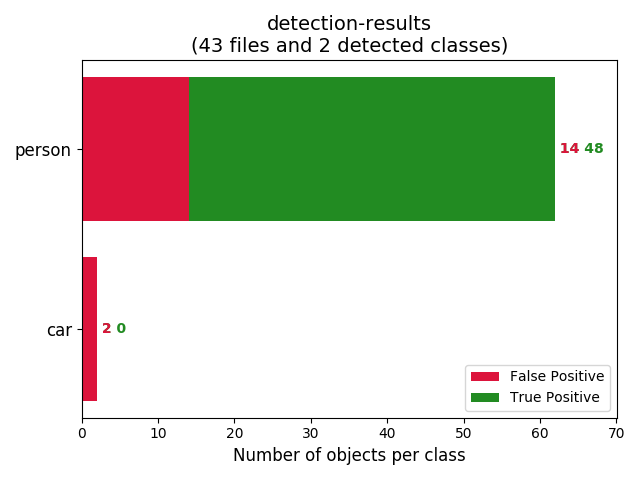 detection-results
(43 files and 2 detected classes)
person
14 48
car
2 0
False Positive
True Positive
0 10 20 30 40 50 60 70
Number of objects per class